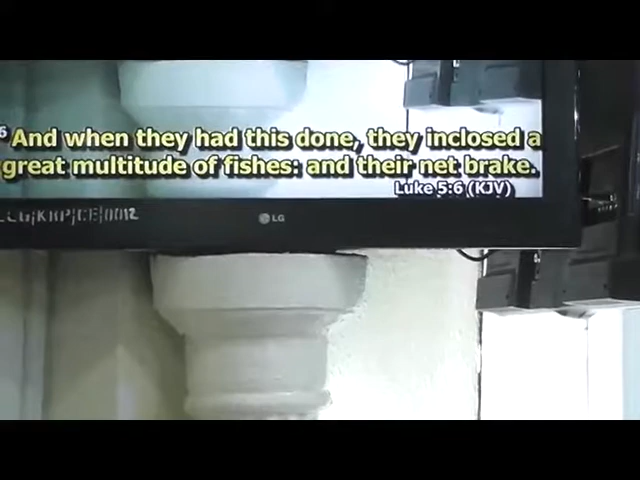 6 And when they had this done, they inclosed a
great multitude of fishes: and their net brake.
Luke 5:6 (KJV)
LG